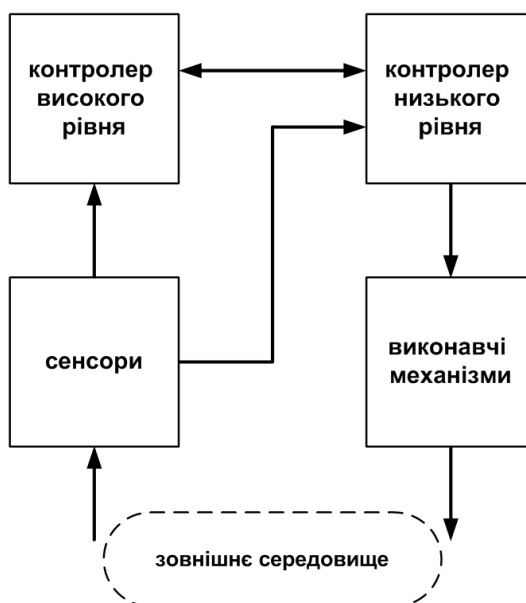 контролер
високого
рівня
контролер
низького
рівня
сенсори
виконавчі
механізми
зовнішнє середовище